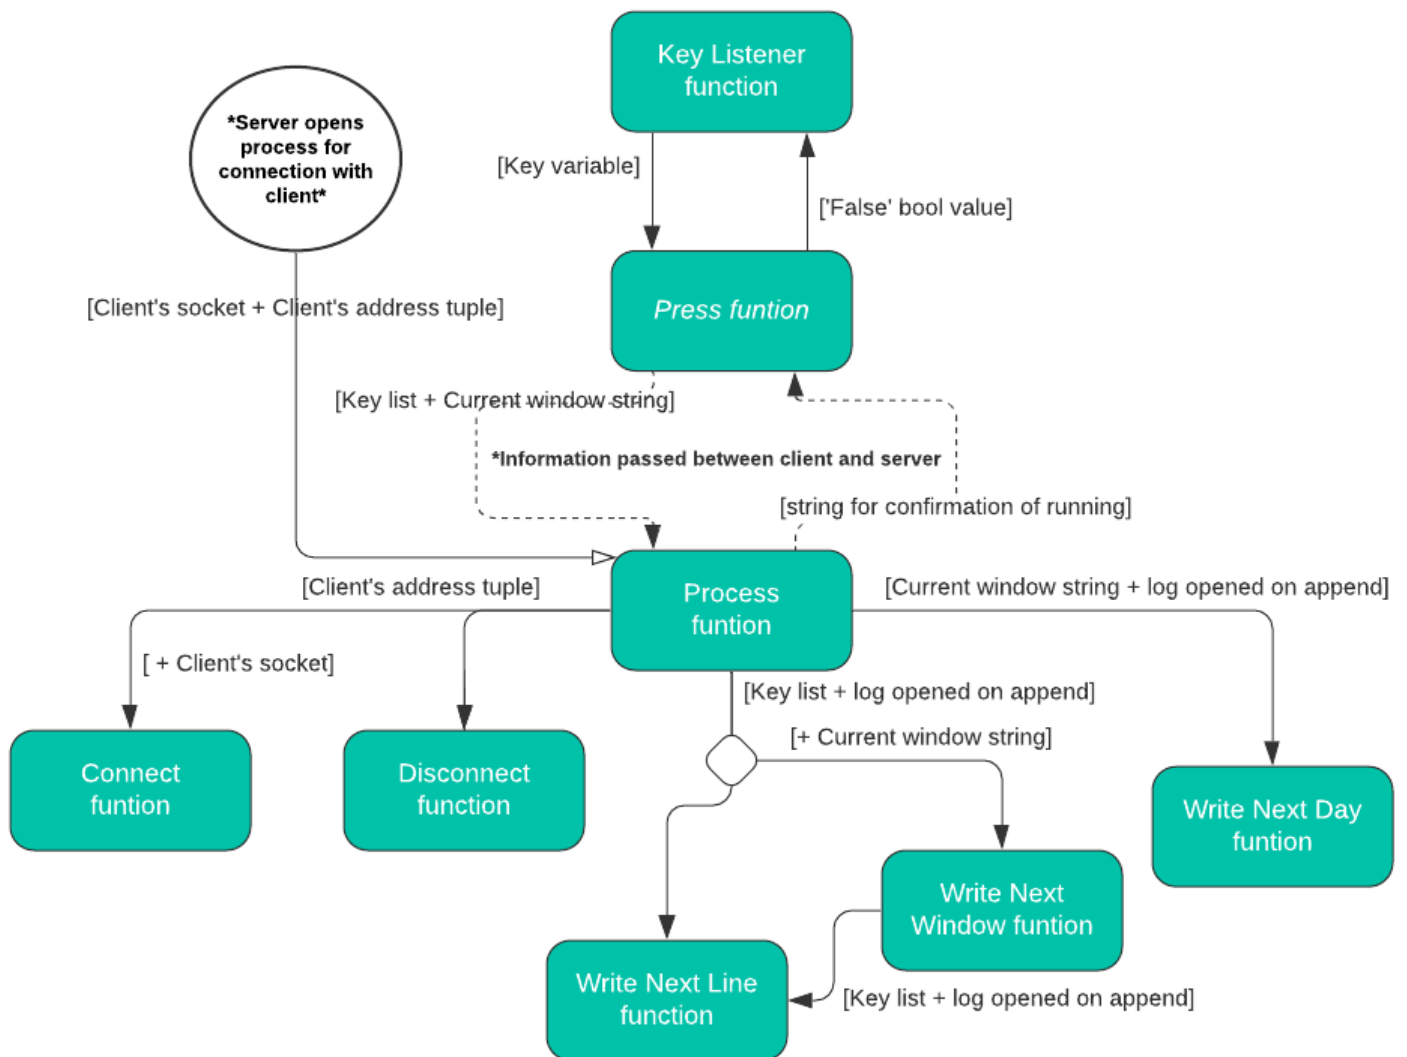 Key Listener
function
*Server opens
process for
connection with
client*
[Key variable]
['False' bool value]
[Client's socket + Client's address tuple]
Press funtion
[Key list + Current window string]
*Information passed between client and server
[string for confirmation of running]
[Client's address tuple]
Process
funtion
[Current window string + log opened on append]
[ + Client's socket]
[Key list + log opened on append]
[+ Current window string]
Connect
funtion
Disconnect
function
Write Next Day
funtion
Write Next
Window funtion
Write Next Line
function
[Key list + log opened on append]